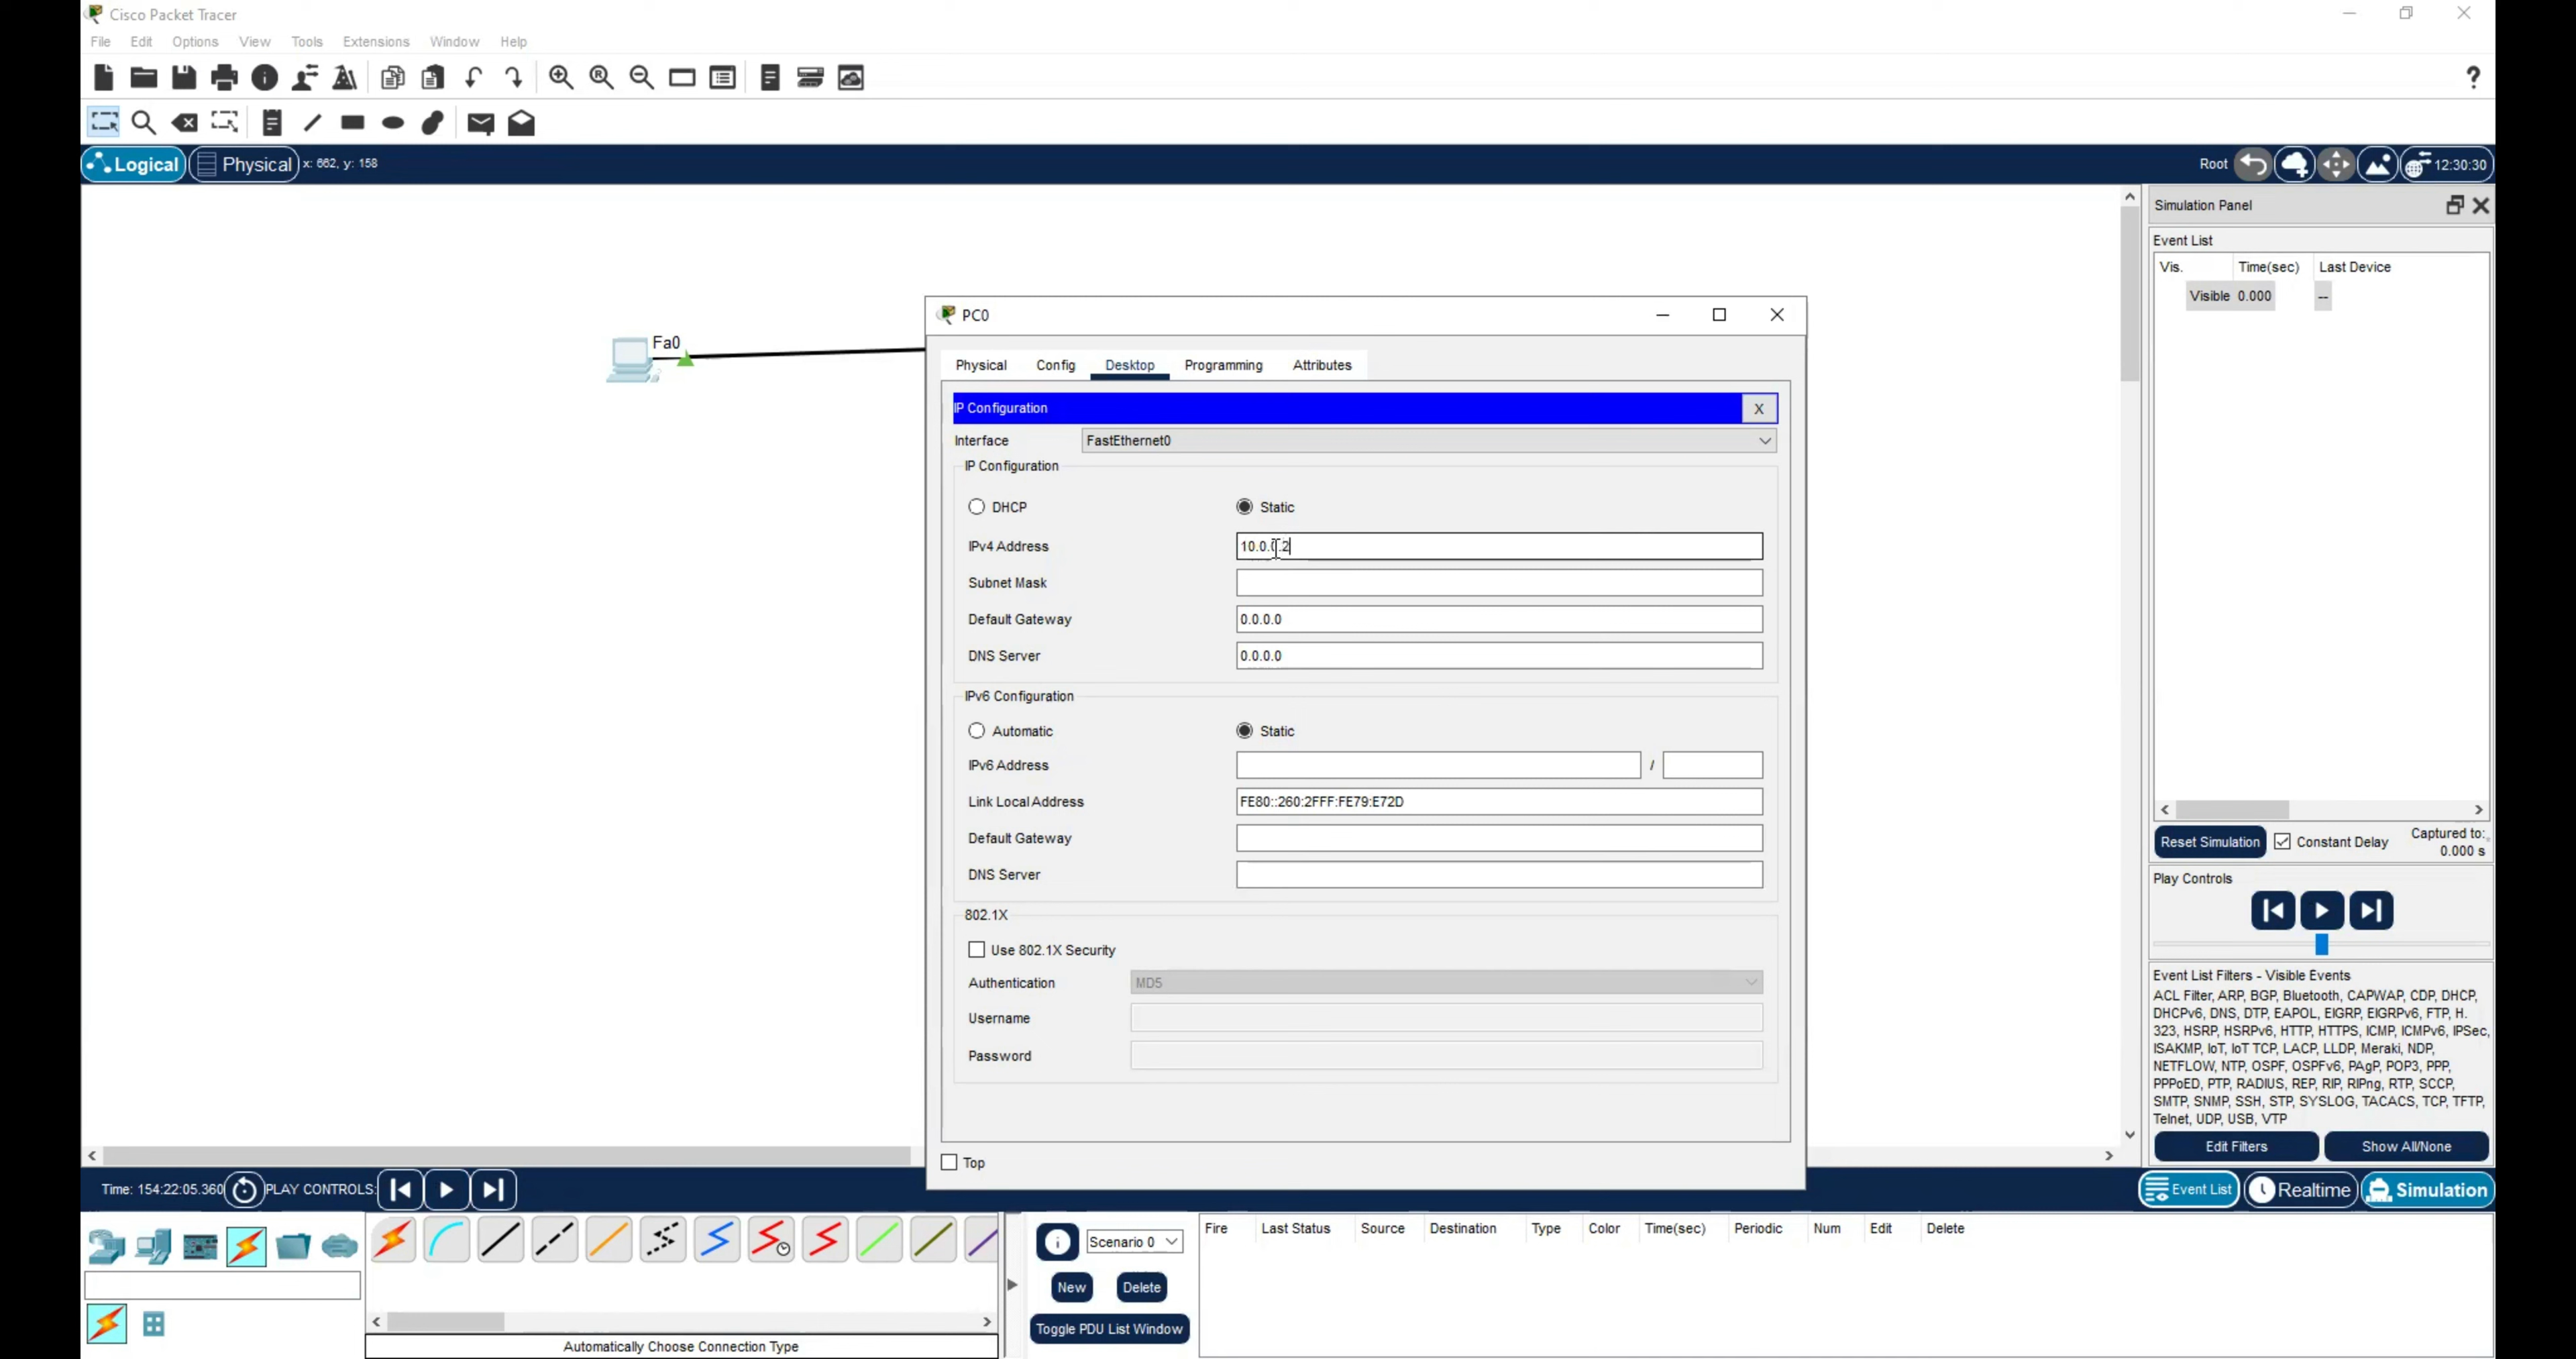 Cisco Packet Tracer
File Edit Options View Tools Extensions Window Help
Logical Physical x: 662, y: 158 Root 12:30:30
Simulation Panel
Event List
Vis. Time(sec) Last Device
Visible 0.000 --
Fa0
PC0
Physical Config Desktop Programming Attributes
IP Configuration X
Interface FastEthernet0
IP Configuration
DHCP Static
IPv4 Address 10.0.0.2
Subnet Mask
Default Gateway 0.0.0.0
DNS Server 0.0.0.0
IPv6 Configuration
Automatic Static
IPv6 Address /
Link Local Address FE80::260:2FFF:FE79:E72D
Default Gateway
DNS Server
802.1X
Use 802.1X Security
Authentication MD5
Username
Password
Top
Reset Simulation Constant Delay Captured to:
0.000 s
Play Controls
Event List Filters - Visible Events
ACL Filter, ARP, BGP, Bluetooth, CAPWAP, CDP, DHCP,
DHCPv6, DNS, DTP, EAPOL, EIGRP, EIGRPv6, FTP, H.
323, HSRP, HSRPv6, HTTP, HTTPS, ICMP, ICMPv6, IPSec,
ISAKMP, IoT, IoT TCP, LACP, LLDP, Meraki, NDP,
NETFLOW, NTP, OSPF, OSPFv6, PAgP, POP3, PPP,
PPPoED, PTP, RADIUS, REP, RIP, RIPng, RTP, SCCP,
SMTP, SNMP, SSH, STP, SYSLOG, TACACS, TCP, TFTP,
Telnet, UDP, USB, VTP
Edit Filters Show All/None
Time: 154:22:05.360 PLAY CONTROLS: Event List Realtime Simulation
Scenario 0
New Delete
Toggle PDU List Window
Fire Last Status Source Destination Type Color Time(sec) Periodic Num Edit Delete
Automatically Choose Connection Type